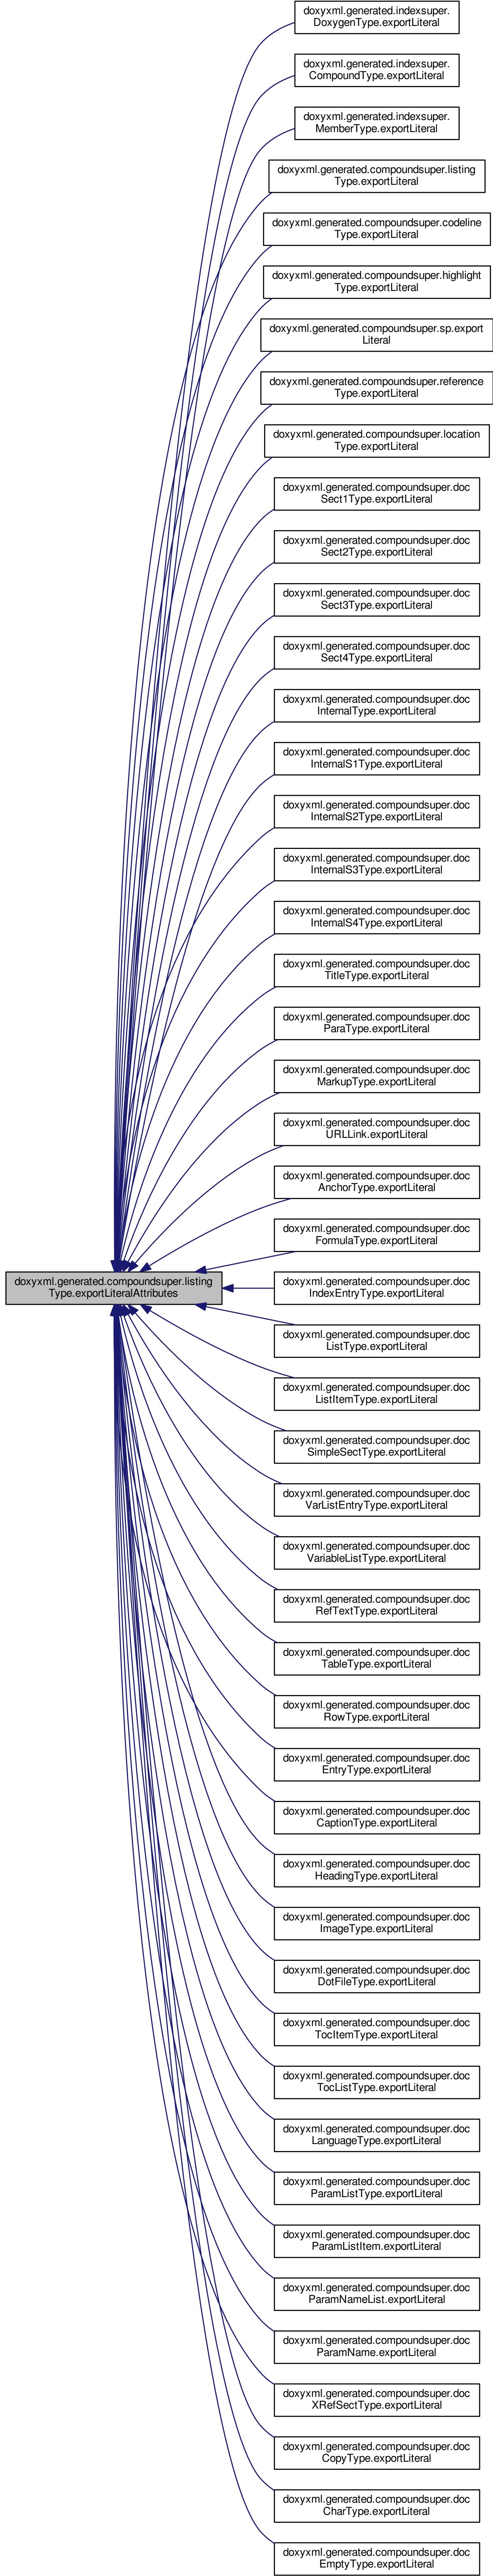 doxyxml.generated.indexsuper.
DoxygenType.exportLiteral
doxyxml.generated.indexsuper.
CompoundType.exportLiteral
doxyxml.generated.indexsuper.
MemberType.exportLiteral
doxyxml.generated.compoundsuper.listing
Type.exportLiteral
doxyxml.generated.compoundsuper.codeline
Type.exportLiteral
doxyxml.generated.compoundsuper.highlight
Type.exportLiteral
doxyxml.generated.compoundsuper.sp.export
Literal
doxyxml.generated.compoundsuper.reference
Type.exportLiteral
doxyxml.generated.compoundsuper.location
Type.exportLiteral
doxyxml.generated.compoundsuper.doc
Sect1Type.exportLiteral
doxyxml.generated.compoundsuper.doc
Sect2Type.exportLiteral
doxyxml.generated.compoundsuper.doc
Sect3Type.exportLiteral
doxyxml.generated.compoundsuper.doc
Sect4Type.exportLiteral
doxyxml.generated.compoundsuper.doc
InternalType.exportLiteral
doxyxml.generated.compoundsuper.doc
InternalS1Type.exportLiteral
doxyxml.generated.compoundsuper.doc
InternalS2Type.exportLiteral
doxyxml.generated.compoundsuper.doc
InternalS3Type.exportLiteral
doxyxml.generated.compoundsuper.doc
InternalS4Type.exportLiteral
doxyxml.generated.compoundsuper.doc
TitleType.exportLiteral
doxyxml.generated.compoundsuper.doc
ParaType.exportLiteral
doxyxml.generated.compoundsuper.doc
MarkupType.exportLiteral
doxyxml.generated.compoundsuper.doc
URLLink.exportLiteral
doxyxml.generated.compoundsuper.doc
AnchorType.exportLiteral
doxyxml.generated.compoundsuper.doc
FormulaType.exportLiteral
doxyxml.generated.compoundsuper.listing
Type.exportLiteralAttributes
doxyxml.generated.compoundsuper.doc
IndexEntryType.exportLiteral
doxyxml.generated.compoundsuper.doc
ListType.exportLiteral
doxyxml.generated.compoundsuper.doc
ListItemType.exportLiteral
doxyxml.generated.compoundsuper.doc
SimpleSectType.exportLiteral
doxyxml.generated.compoundsuper.doc
VarListEntryType.exportLiteral
doxyxml.generated.compoundsuper.doc
VariableListType.exportLiteral
doxyxml.generated.compoundsuper.doc
RefTextType.exportLiteral
doxyxml.generated.compoundsuper.doc
TableType.exportLiteral
doxyxml.generated.compoundsuper.doc
RowType.exportLiteral
doxyxml.generated.compoundsuper.doc
EntryType.exportLiteral
doxyxml.generated.compoundsuper.doc
CaptionType.exportLiteral
doxyxml.generated.compoundsuper.doc
HeadingType.exportLiteral
doxyxml.generated.compoundsuper.doc
ImageType.exportLiteral
doxyxml.generated.compoundsuper.doc
DotFileType.exportLiteral
doxyxml.generated.compoundsuper.doc
TocItemType.exportLiteral
doxyxml.generated.compoundsuper.doc
TocListType.exportLiteral
doxyxml.generated.compoundsuper.doc
LanguageType.exportLiteral
doxyxml.generated.compoundsuper.doc
ParamListType.exportLiteral
doxyxml.generated.compoundsuper.doc
ParamListItem.exportLiteral
doxyxml.generated.compoundsuper.doc
ParamNameList.exportLiteral
doxyxml.generated.compoundsuper.doc
ParamName.exportLiteral
doxyxml.generated.compoundsuper.doc
XRefSectType.exportLiteral
doxyxml.generated.compoundsuper.doc
CopyType.exportLiteral
doxyxml.generated.compoundsuper.doc
CharType.exportLiteral
doxyxml.generated.compoundsuper.doc
EmptyType.exportLiteral